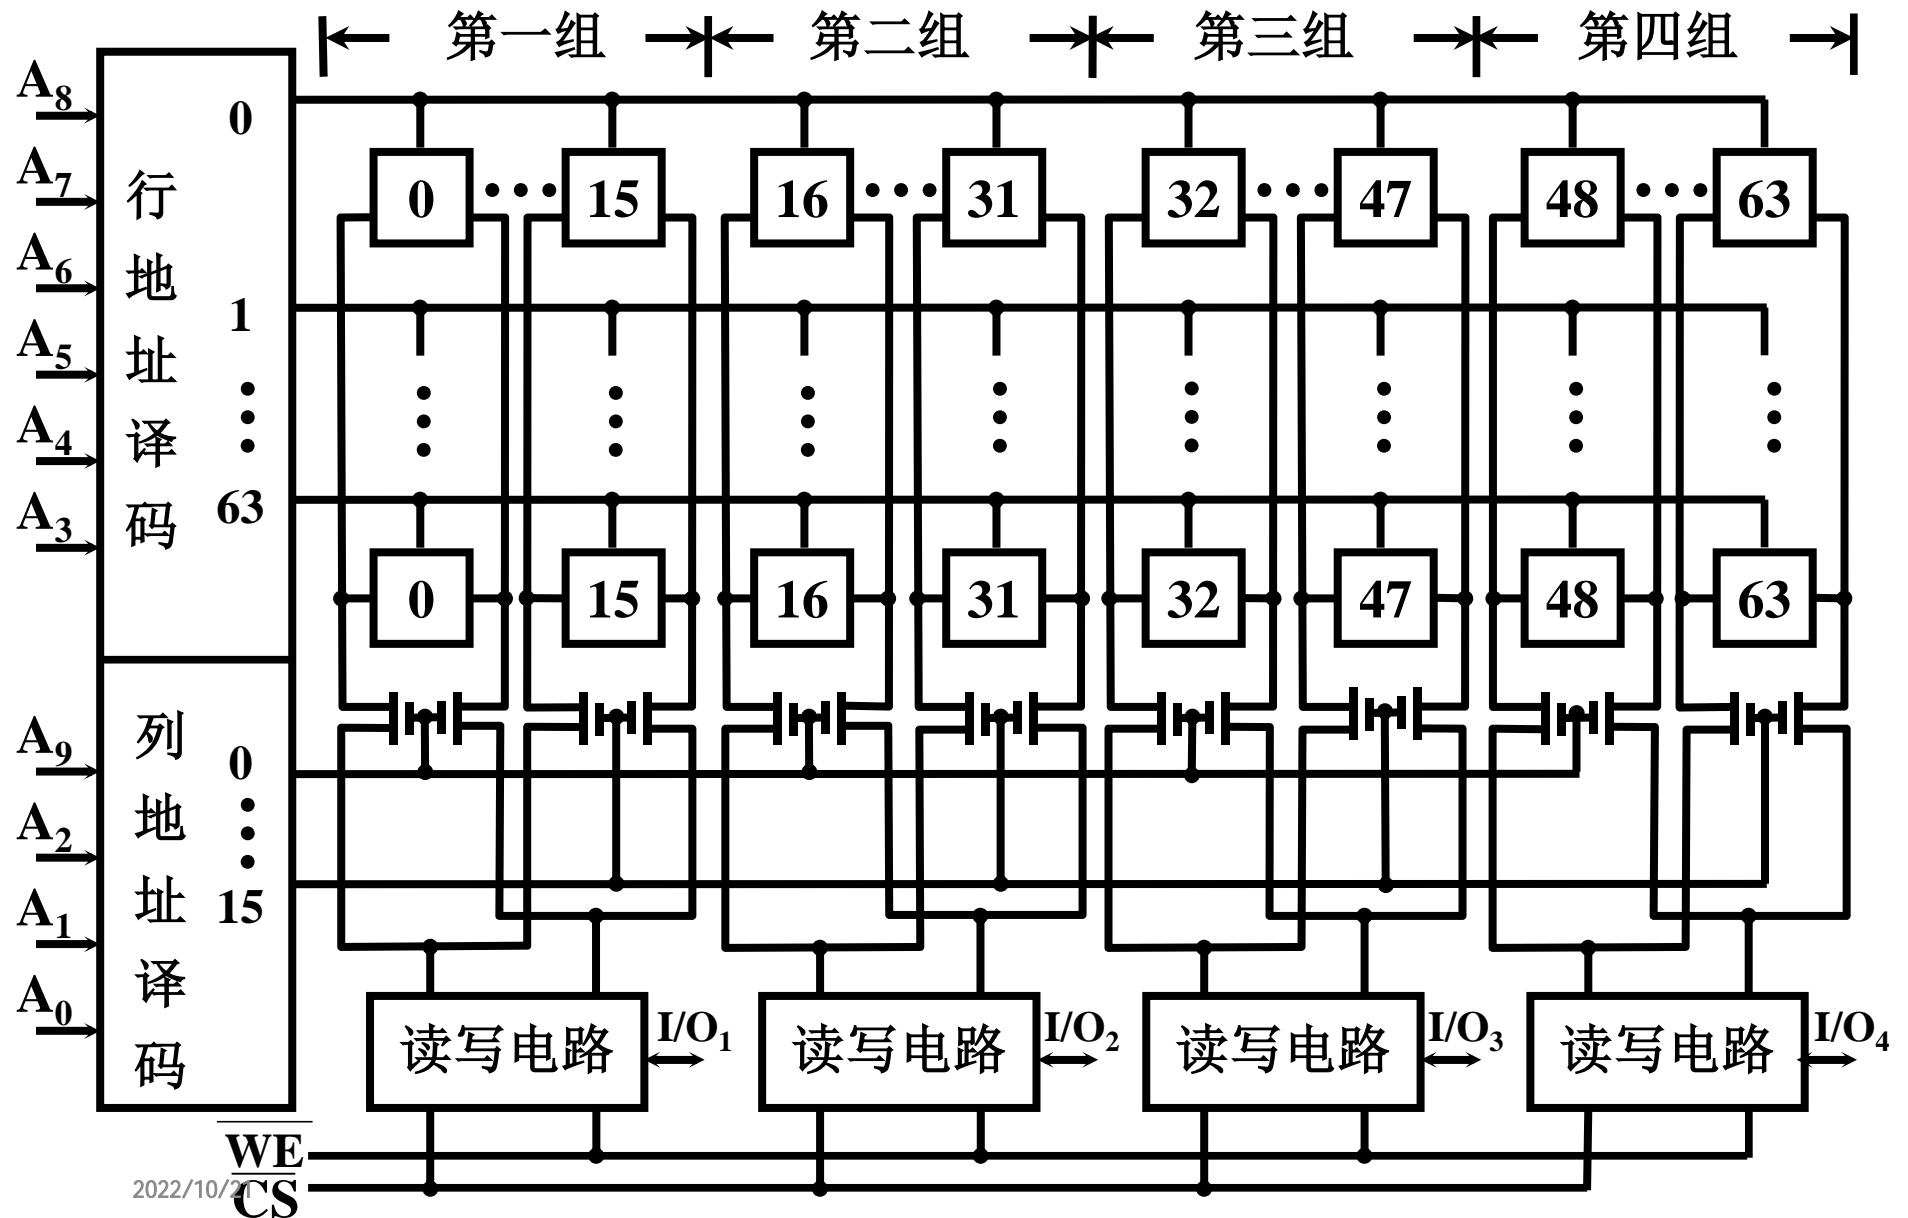 第一组 第二组 第三组 第四组
A8
0
A7
0 15 16 31 32 47 48 63
A6
1
A5
A4
A3
63
行地址译码
0 15 16 31 32 47 48 63
A9
0
A2
A1
15
A0
列地址译码
读写电路 I/O1 读写电路 I/O2 读写电路 I/O3 读写电路 I/O4
WE
CS
2022/10/21